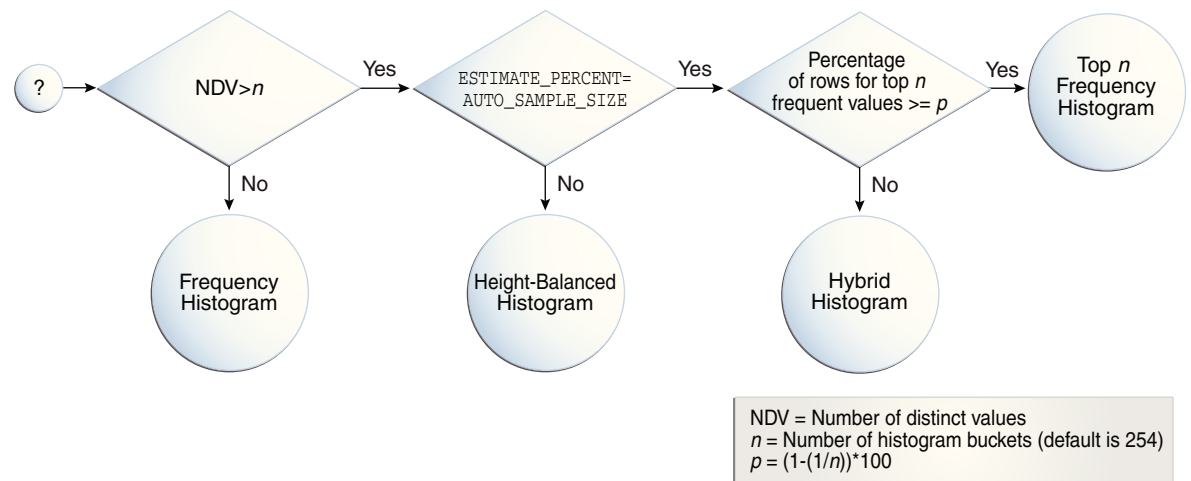 ?
NDV>n
Yes
No
Frequency
Histogram
ESTIMATE_PERCENT=
AUTO_SAMPLE_SIZE
Yes
No
Height-Balanced
Histogram
Percentage
of rows for top n
frequent values >= p
Yes
No
Hybrid
Histogram
Top n
Frequency
Histogram
NDV = Number of distinct values
n = Number of histogram buckets (default is 254)
p = (1-(1/n))*100